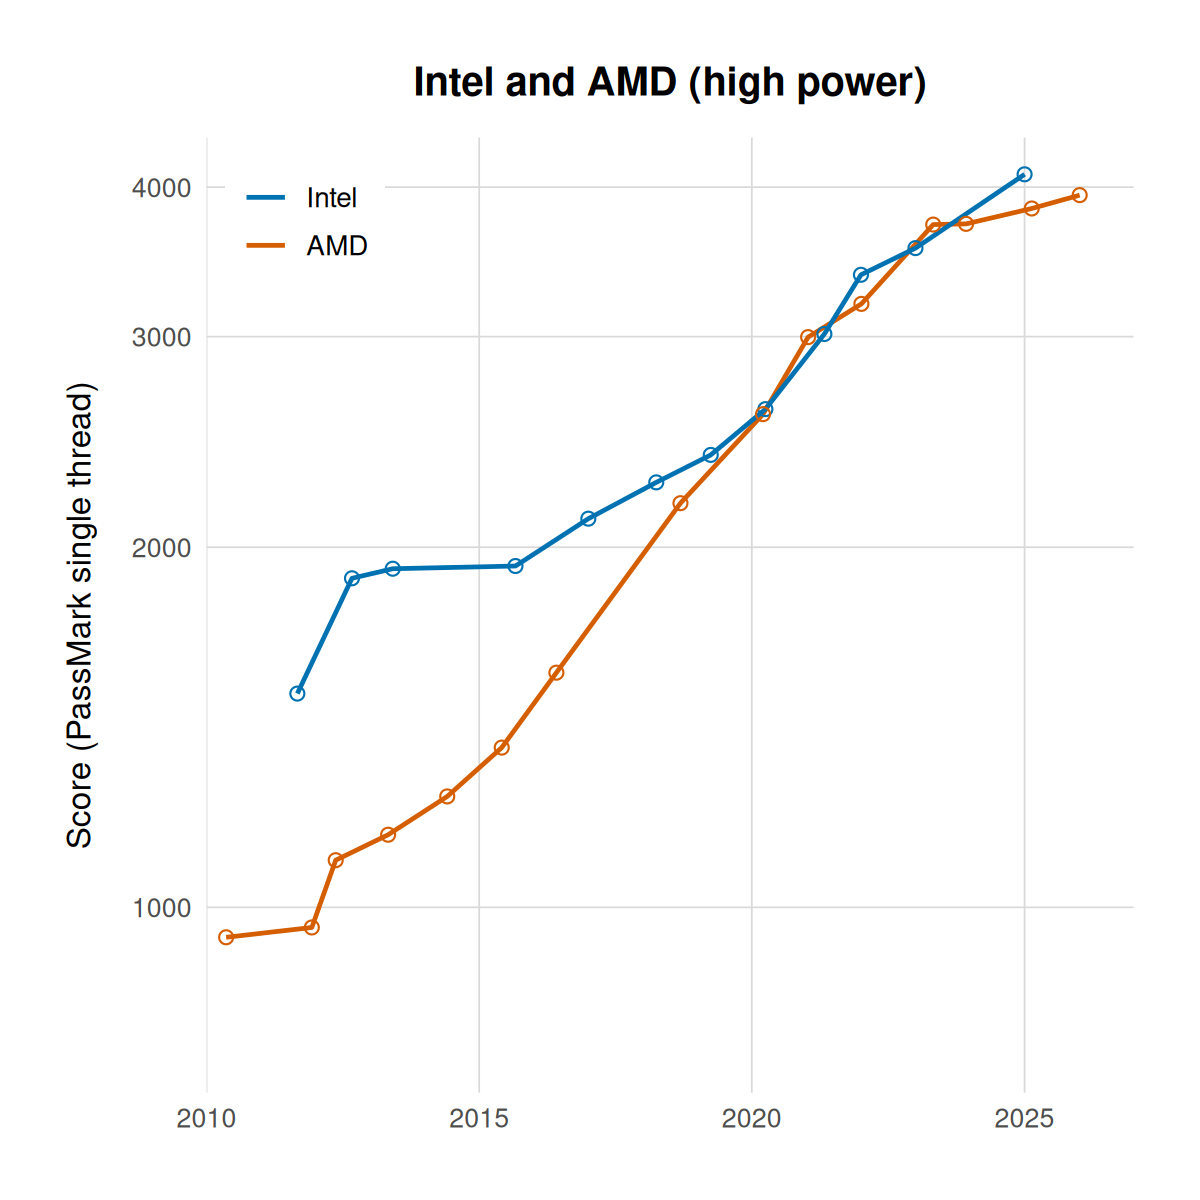 Intel and AMD (high power)
Intel
AMD
Score (PassMark single thread)
4000
3000
2000
1000
2010 2015 2020 2025